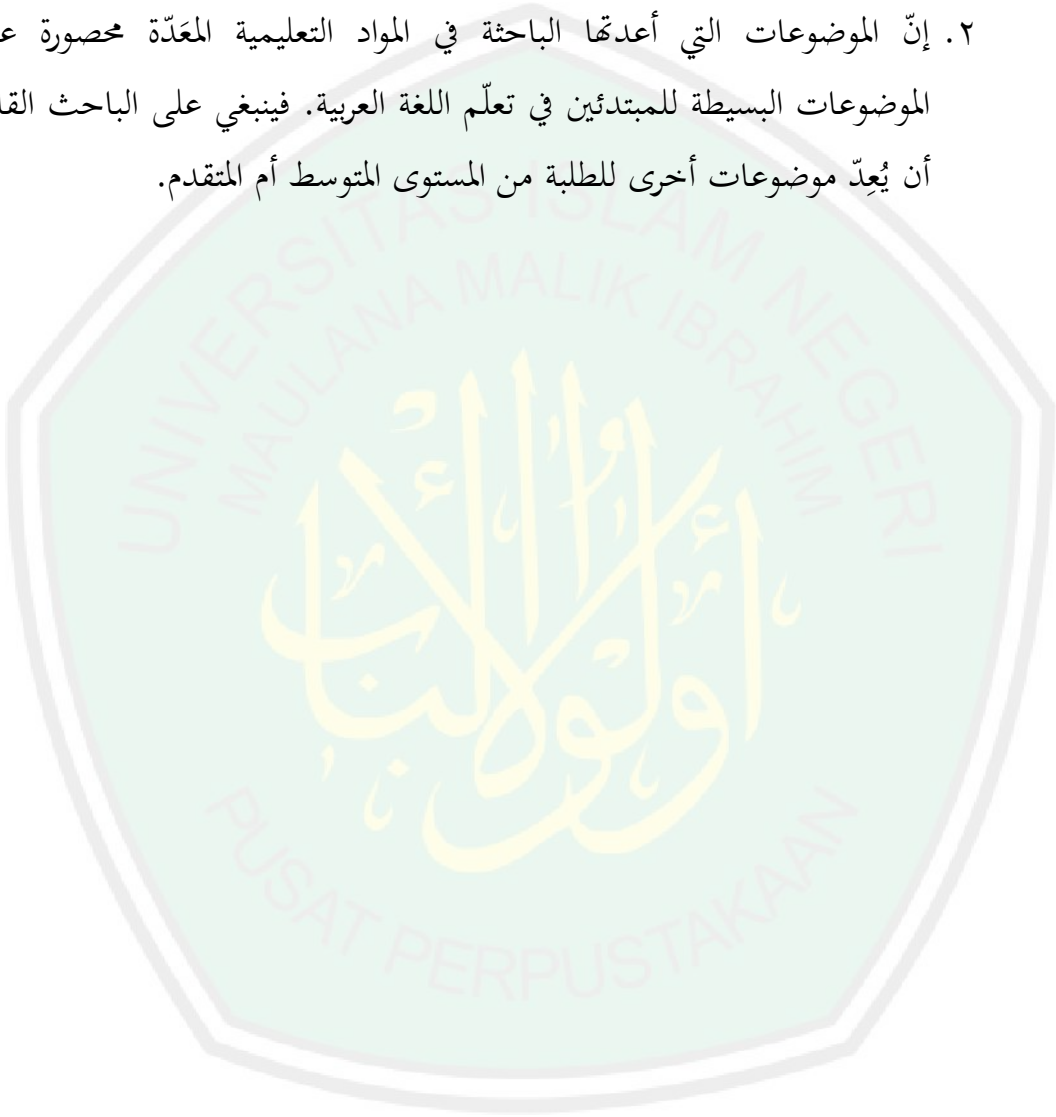 ٢. إنّ الموضوعات التي أعدتها الباحثة في المواد التعليمية المعَدّة محصورة
الموضوعات البسيطة للمبتدئين في تعلّم اللغة العربية. فينبغي على الباحث
أن يُعِدّ موضوعات أخرى للطلبة من المستوى المتوسط أم المتقدم.
UNIVERSITAS ISLAM NEGERI
MAULANA MALIK IBRAHIM
أولو الألباب
PUSAT PERPUSTAKAAN